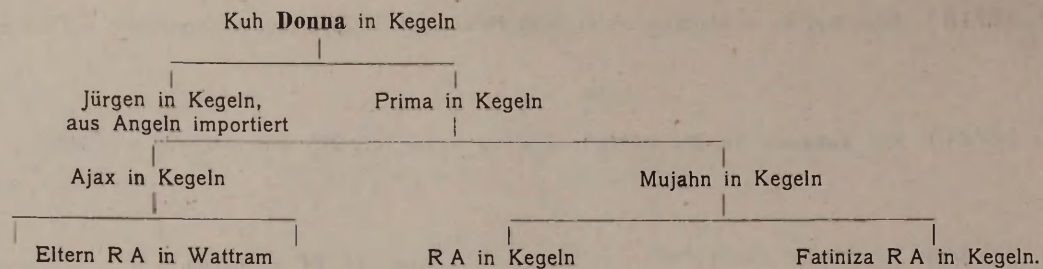 Kuh Donna in Kegeln
Jürgen in Kegeln, Prima in Kegeln
aus Angeln importiert
Ajax in Kegeln Mujahn in Kegeln
Eltern R A in Wattram R A in Kegeln Fatiniza R A in Kegeln.